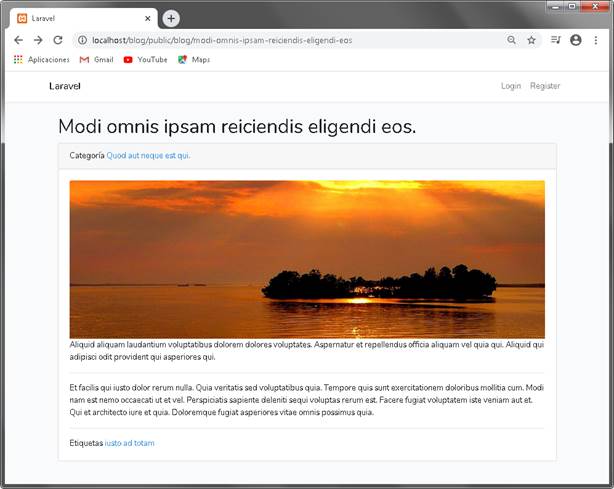 Laravel
localhost/blog/public/blog/modi-omnis-ipsam-reiciendis-eligendi-eos
Aplicaciones Gmail YouTube Maps
Laravel Login Register
Modi omnis ipsam reiciendis eligendi eos.
Categoría Quod aut neque est qui.
Aliquid aliquam laudantium voluptatibus dolorem dolores voluptates. Aspernatur et repellendus officia aliquam vel quia qui. Aliquid qui
adipisci odit provident qui asperiores qui.
Et facilis qui iusto dolor rerum nulla. Quia veritatis sed voluptatibus quia. Tempore quis sunt exercitationem doloribus mollitia cum. Modi
nam est nemo occaecati ut et vel. Perspiciatis sapiente deleniti sequi voluptas rerum est. Facere fugiat voluptatem iste veniam aut et.
Qui et architecto iure et quia. Doloremque fugiat asperiores vitae omnis possimus quia.
Etiquetas iusto ad totam